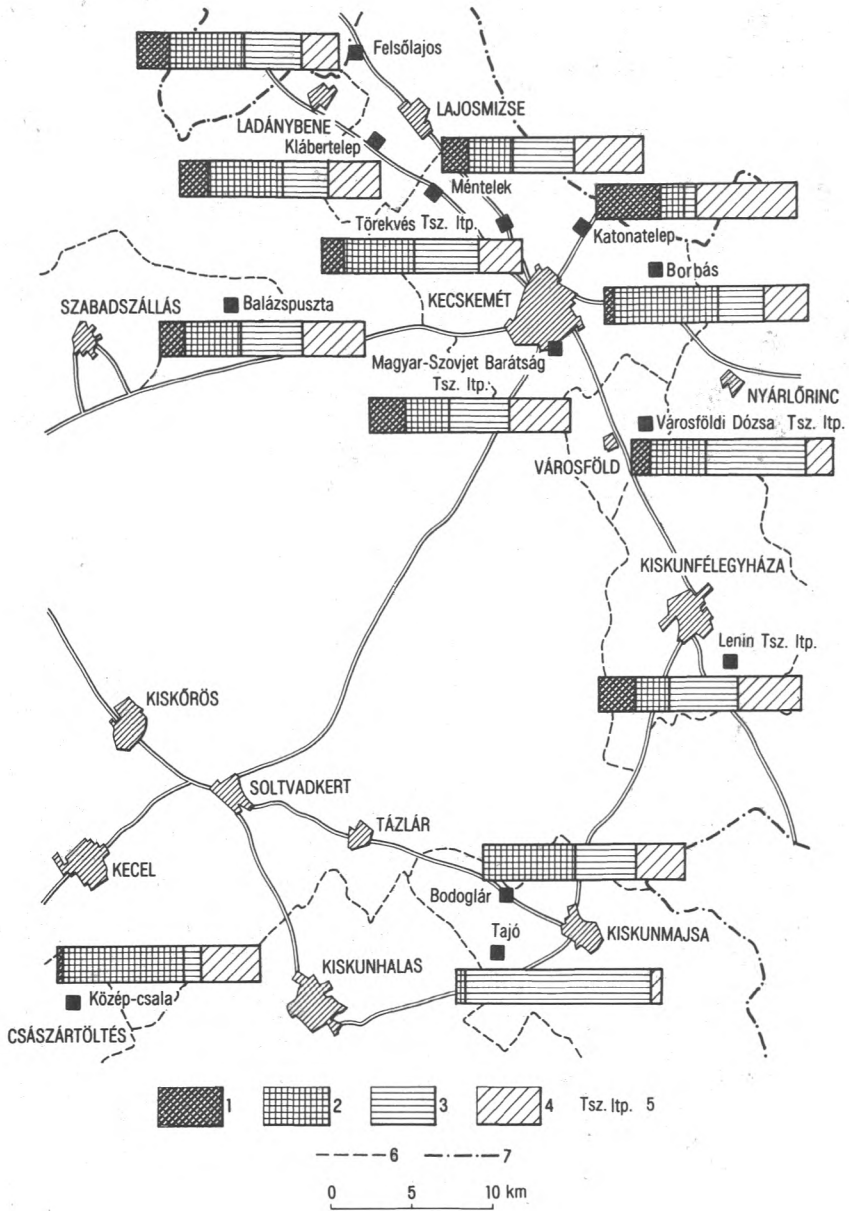 Felsőlajos
LAJOSMIZSE
LADÁNYBENE
Klábertelep
Méntelek
Törekvés Tsz. ltp.
Katonatelep
Borbás
SZABADSZÁLLÁS
Balázspuszta
KECSKEMÉT
Magyar-Szovjet Barátság
Tsz. ltp.
NYÁRLŐRINC
Városföldi Dózsa Tsz. ltp.
VÁROSFÖLD
KISKUNFÉLEGYHÁZA
Lenin Tsz. ltp.
KISKŐRÖS
SOLTVADKERT
TÁZLÁR
KECEL
Bodoglár
KISKUNMAJSA
Tajó
KISKUNHALAS
Közép-csala
CSÁSZÁRTÖLTÉS
1 2 3 4 Tsz. ltp. 5
6 7
0 5 10 km